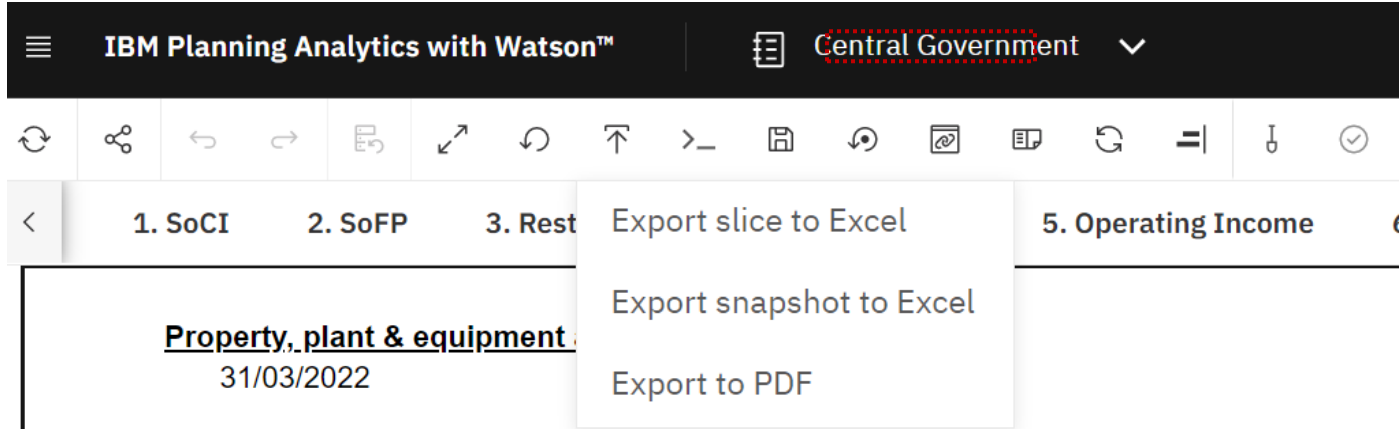 IBM Planning Analytics with Watson™ Central Government
1. SoCI 2. SoFP 3. Rest 5. Operating Income
Export slice to Excel
Export snapshot to Excel
Property, plant & equipment
31/03/2022
Export to PDF